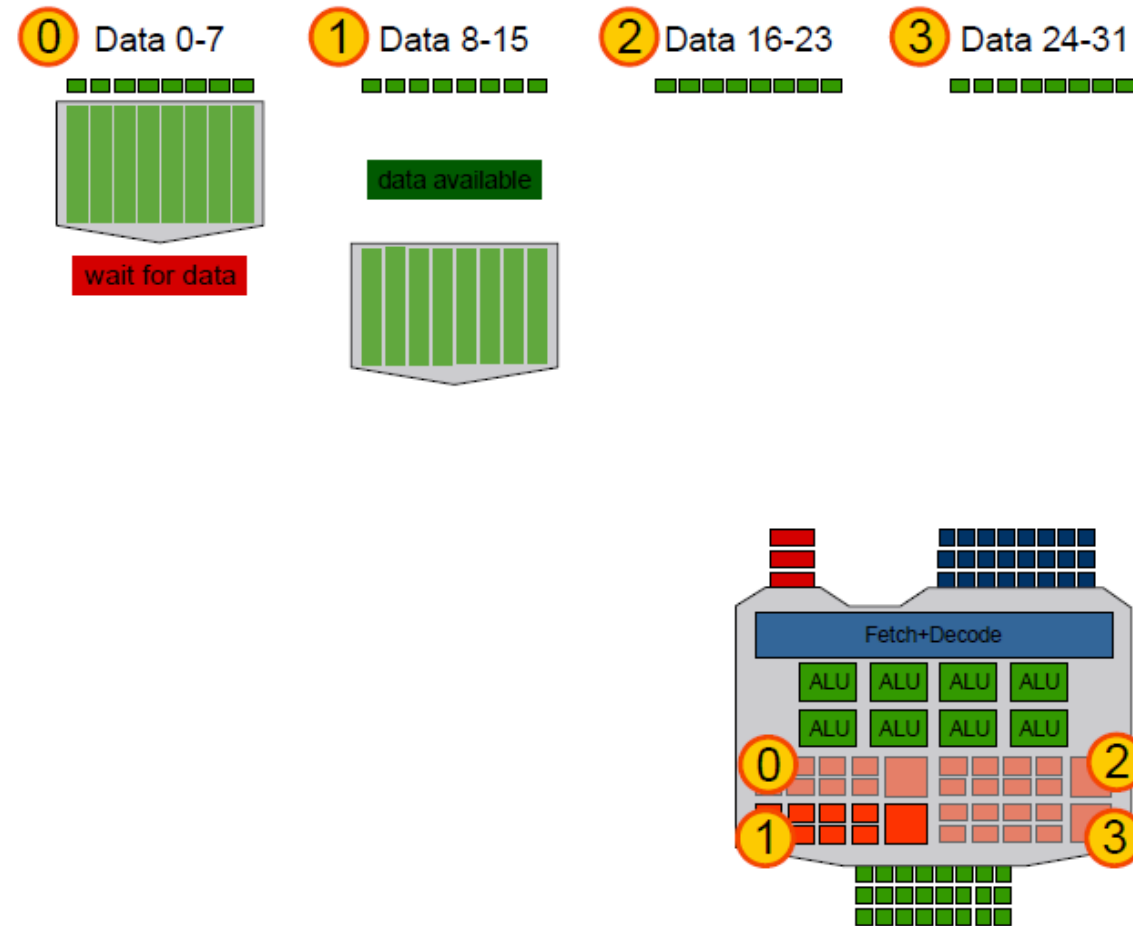 0 Data 0-7 1 Data 8-15 2 Data 16-23 3 Data 24-31
data available
wait for data
Fetch+Decode
ALU ALU ALU ALU
ALU ALU ALU ALU
0 2
1 3